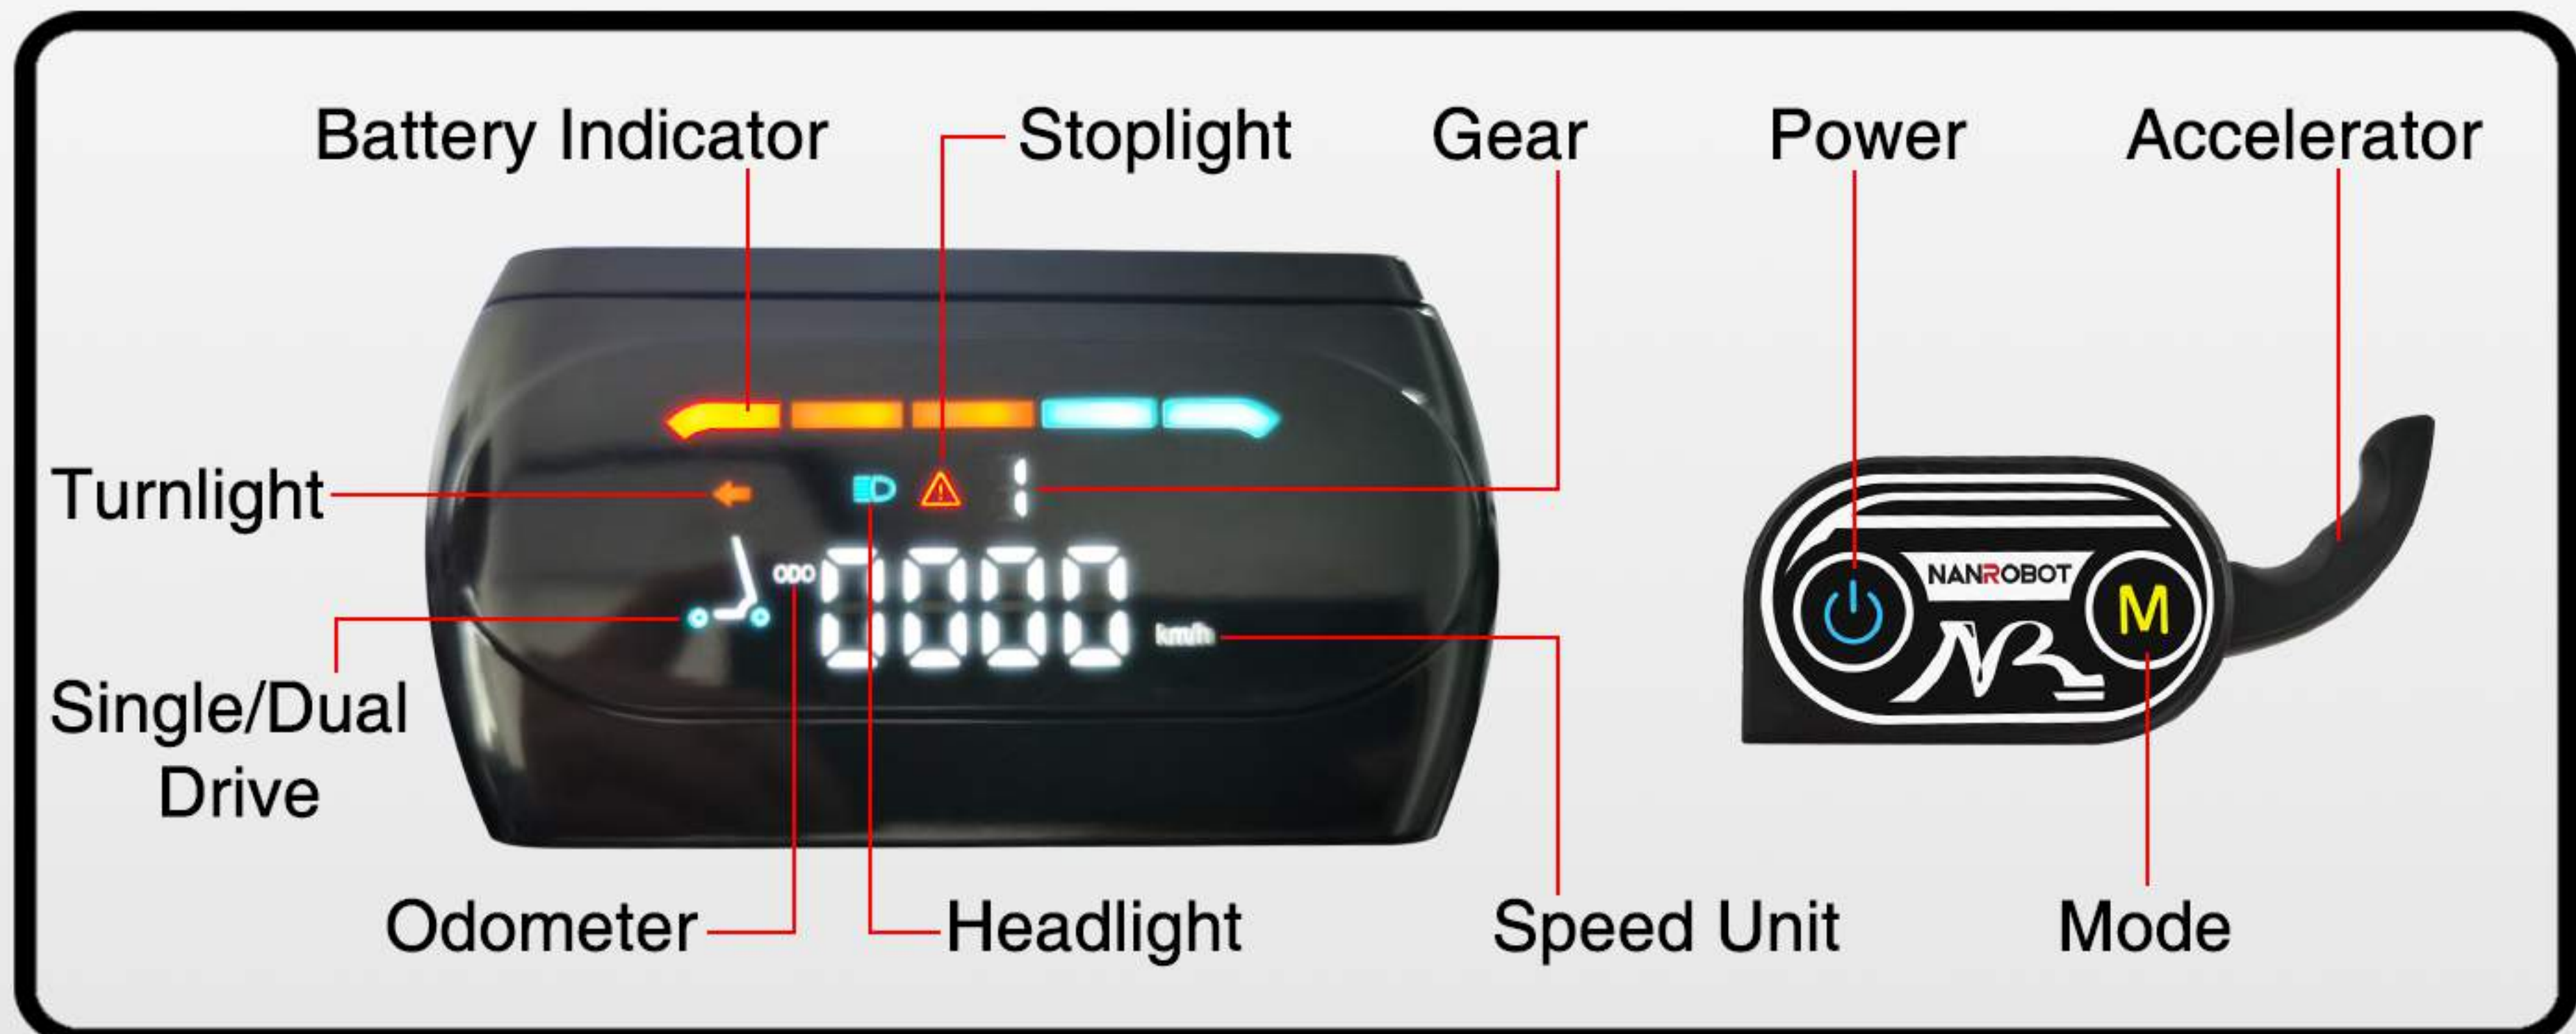 Battery Indicator
Stoplight
Gear
Power
Accelerator
Turnlight
1
ODO
0000
km/h
NANROBOT
M
NR
Single/Dual
Drive
Odometer
Headlight
Speed Unit
Mode